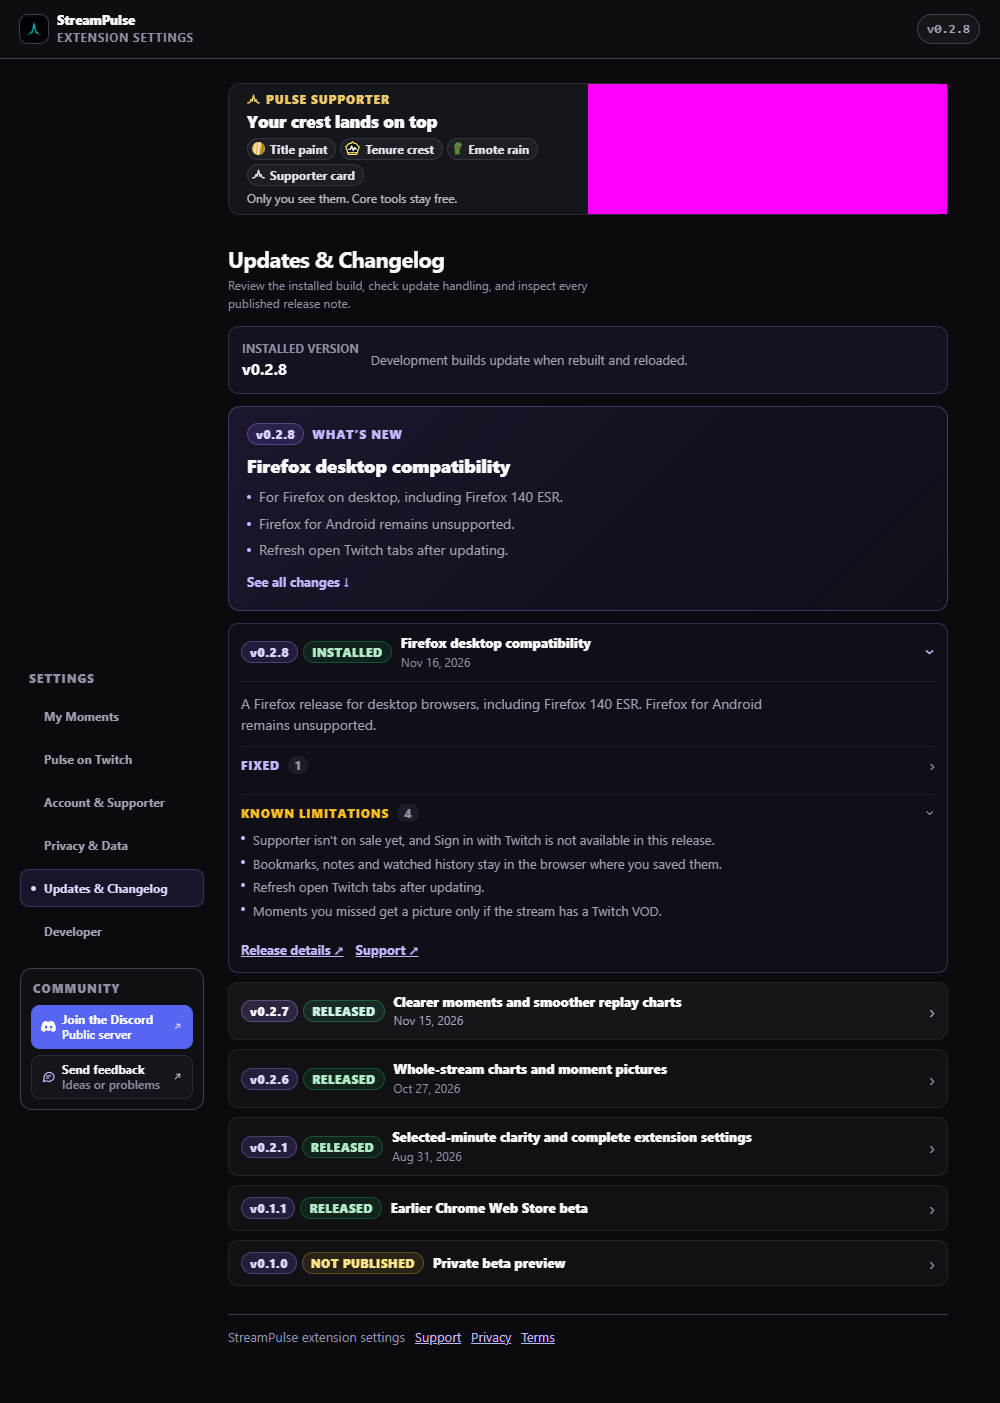 StreamPulse
EXTENSION SETTINGS
v0.2.8
PULSE SUPPORTER
Your crest lands on top
Title paint
Tenure crest
Emote rain
Supporter card
Only you see them. Core tools stay free.
Updates & Changelog
Review the installed build, check update handling, and inspect every
published release note.
INSTALLED VERSION
v0.2.8
Development builds update when rebuilt and reloaded.
v0.2.8 WHAT’S NEW
Firefox desktop compatibility
• For Firefox on desktop, including Firefox 140 ESR.
• Firefox for Android remains unsupported.
• Refresh open Twitch tabs after updating.
See all changes ↓
v0.2.8 INSTALLED Firefox desktop compatibility
Nov 16, 2026
A Firefox release for desktop browsers, including Firefox 140 ESR. Firefox for Android
remains unsupported.
FIXED 1
KNOWN LIMITATIONS 4
• Supporter isn't on sale yet, and Sign in with Twitch is not available in this release.
• Bookmarks, notes and watched history stay in the browser where you saved them.
• Refresh open Twitch tabs after updating.
• Moments you missed get a picture only if the stream has a Twitch VOD.
Release details ↗ Support ↗
v0.2.7 RELEASED Clearer moments and smoother replay charts
Nov 15, 2026
v0.2.6 RELEASED Whole-stream charts and moment pictures
Oct 27, 2026
v0.2.1 RELEASED Selected-minute clarity and complete extension settings
Aug 31, 2026
v0.1.1 RELEASED Earlier Chrome Web Store beta
v0.1.0 NOT PUBLISHED Private beta preview
SETTINGS
My Moments
Pulse on Twitch
Account & Supporter
Privacy & Data
• Updates & Changelog
Developer
COMMUNITY
Join the Discord
Public server ↗
Send feedback
Ideas or problems ↗
StreamPulse extension settings Support Privacy Terms